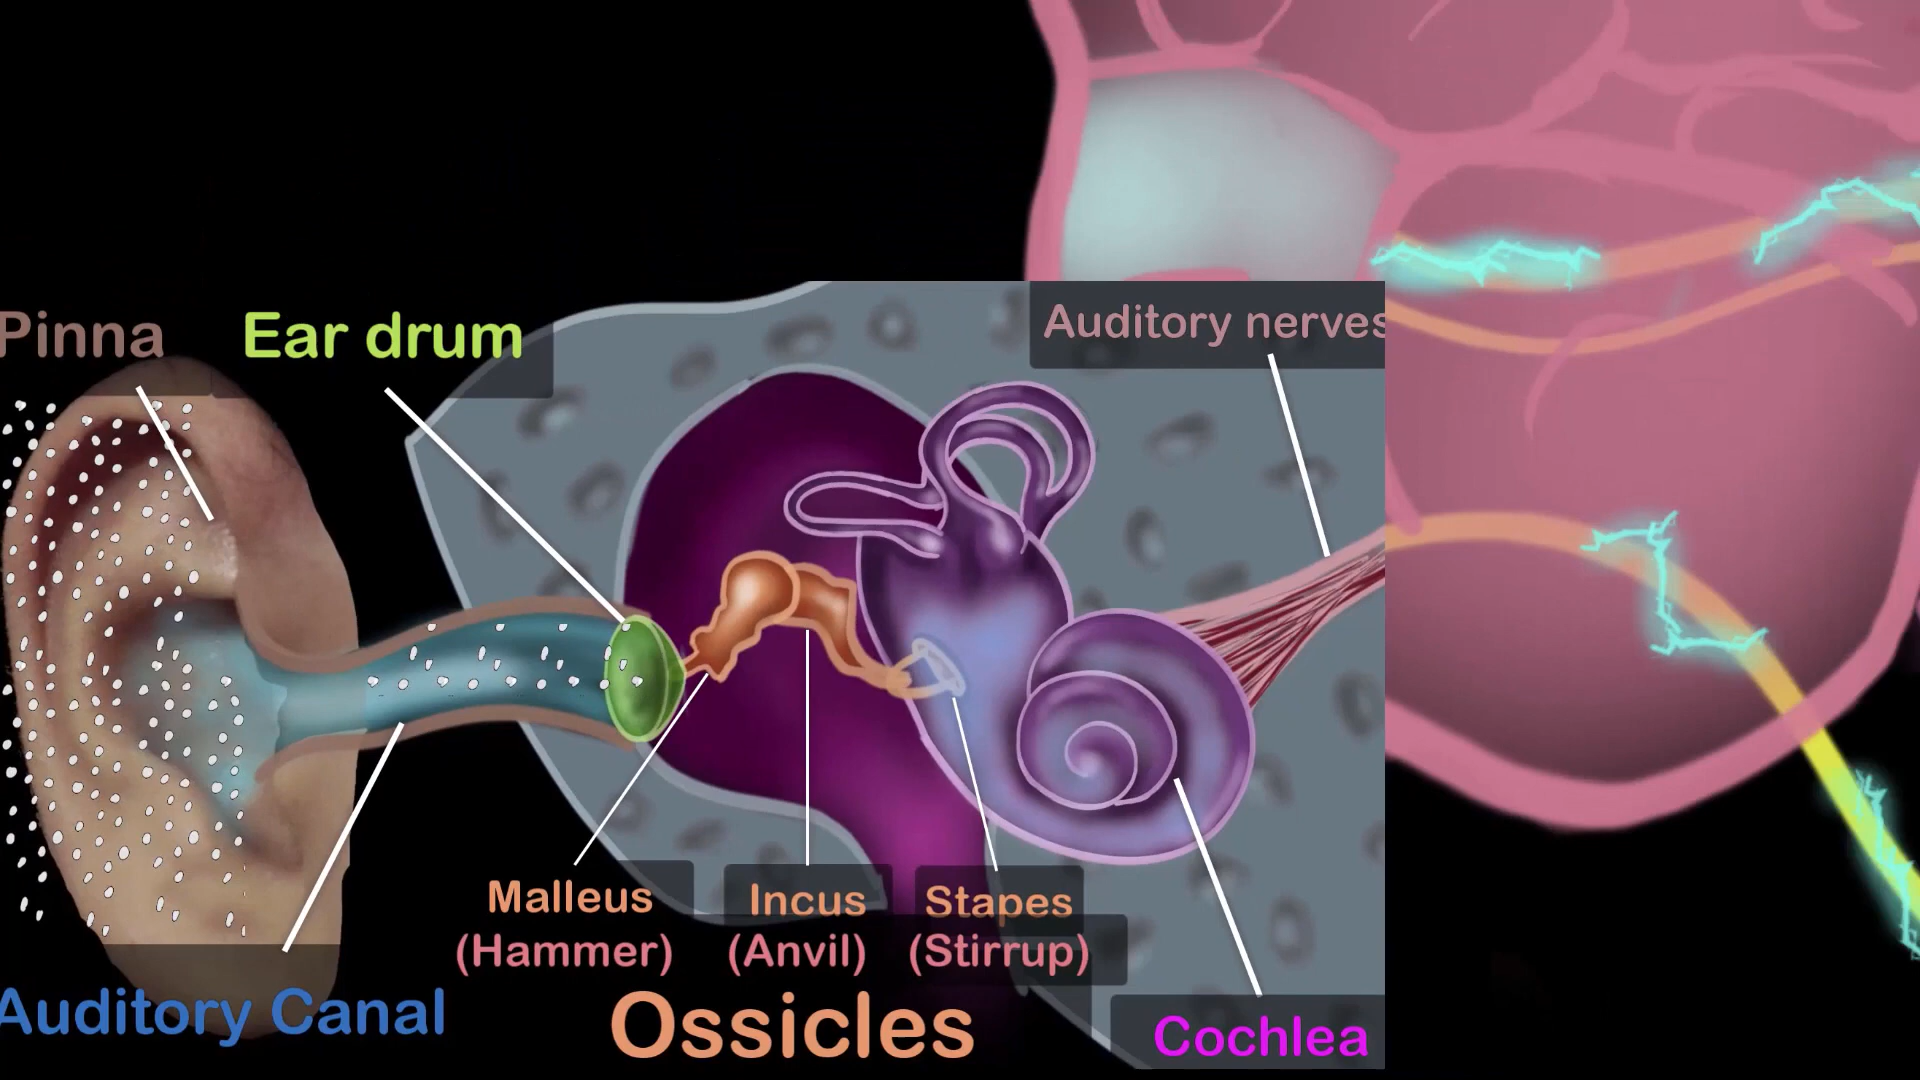 Pinna
Ear drum
Auditory nerves
Malleus
(Hammer)
Incus
(Anvil)
Stapes
(Stirrup)
Auditory Canal
Ossicles
Cochlea